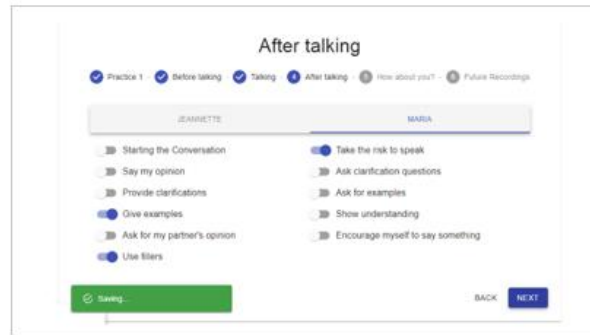 After talking
Practice 1 - Before talking - Talking - 4 After talking - 5 How about you? - 6 Future Recordings
JEANNETTE MARIA
Starting the Conversation Take the risk to speak
Say my opinion Ask clarification questions
Provide clarifications Ask for examples
Give examples Show understanding
Ask for my partner's opinion Encourage myself to say something
Use fillers
Saving... BACK NEXT